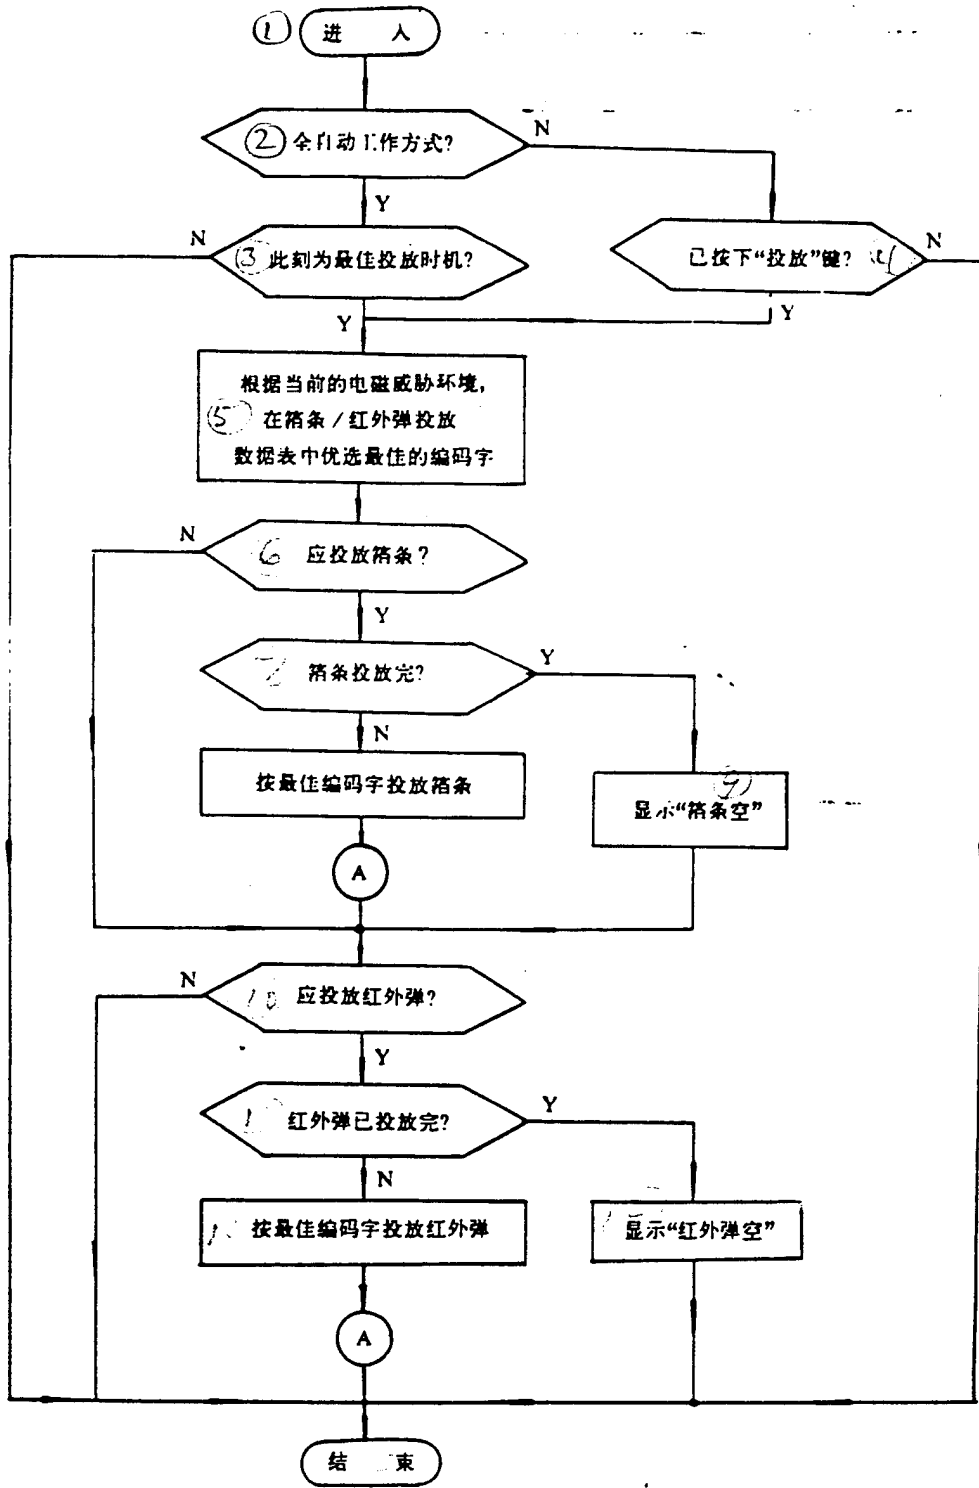 ① 进 入
② 全自动工作方式?
N
Y
③ 此刻为最佳投放时机?
N
已按下“投放”键?
N
Y
Y
根据当前的电磁威胁环境,
⑤ 在箔条/红外弹投放
数据表中优选最佳的编码字
6 应投放箔条?
N
Y
7 箔条投放完?
Y
N
按最佳编码字投放箔条
⑨
显示“箔条空”
A
10 应投放红外弹?
N
Y
红外弹已投放完?
Y
N
按最佳编码字投放红外弹
显示“红外弹空”
A
结 束